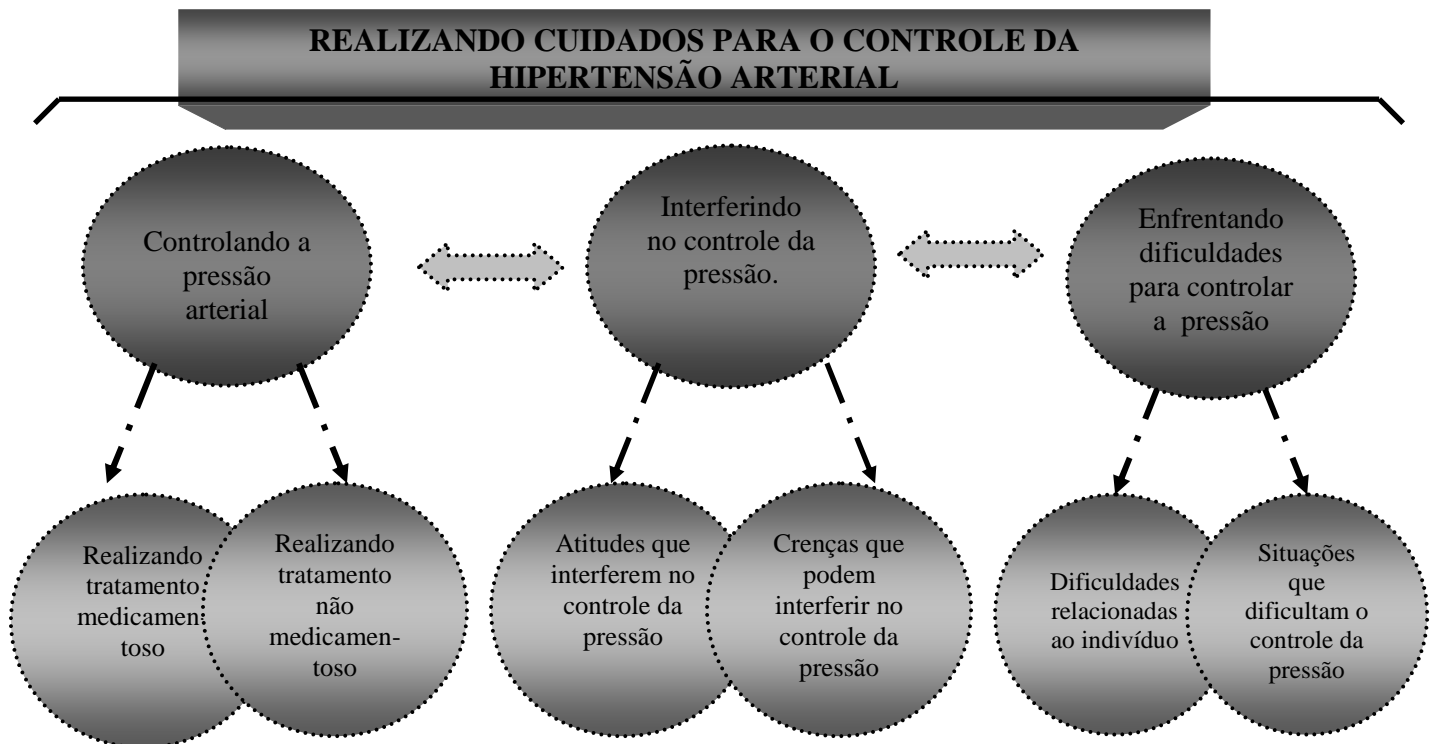 REALIZANDO CUIDADOS PARA O CONTROLE DA
HIPERTENSÃO ARTERIAL
Controlando a
pressão
arterial
Interferindo
no controle da
pressão.
Enfrentando
dificuldades
para controlar
a pressão
Realizando
tratamento
medicamen-
toso
Realizando
tratamento
não
medicamen-
toso
Atitudes que
interferem no
controle da
pressão
Crenças que
podem
interferir no
controle da
pressão
Dificuldades
relacionadas
ao indivíduo
Situações
que
dificultam o
controle da
pressão